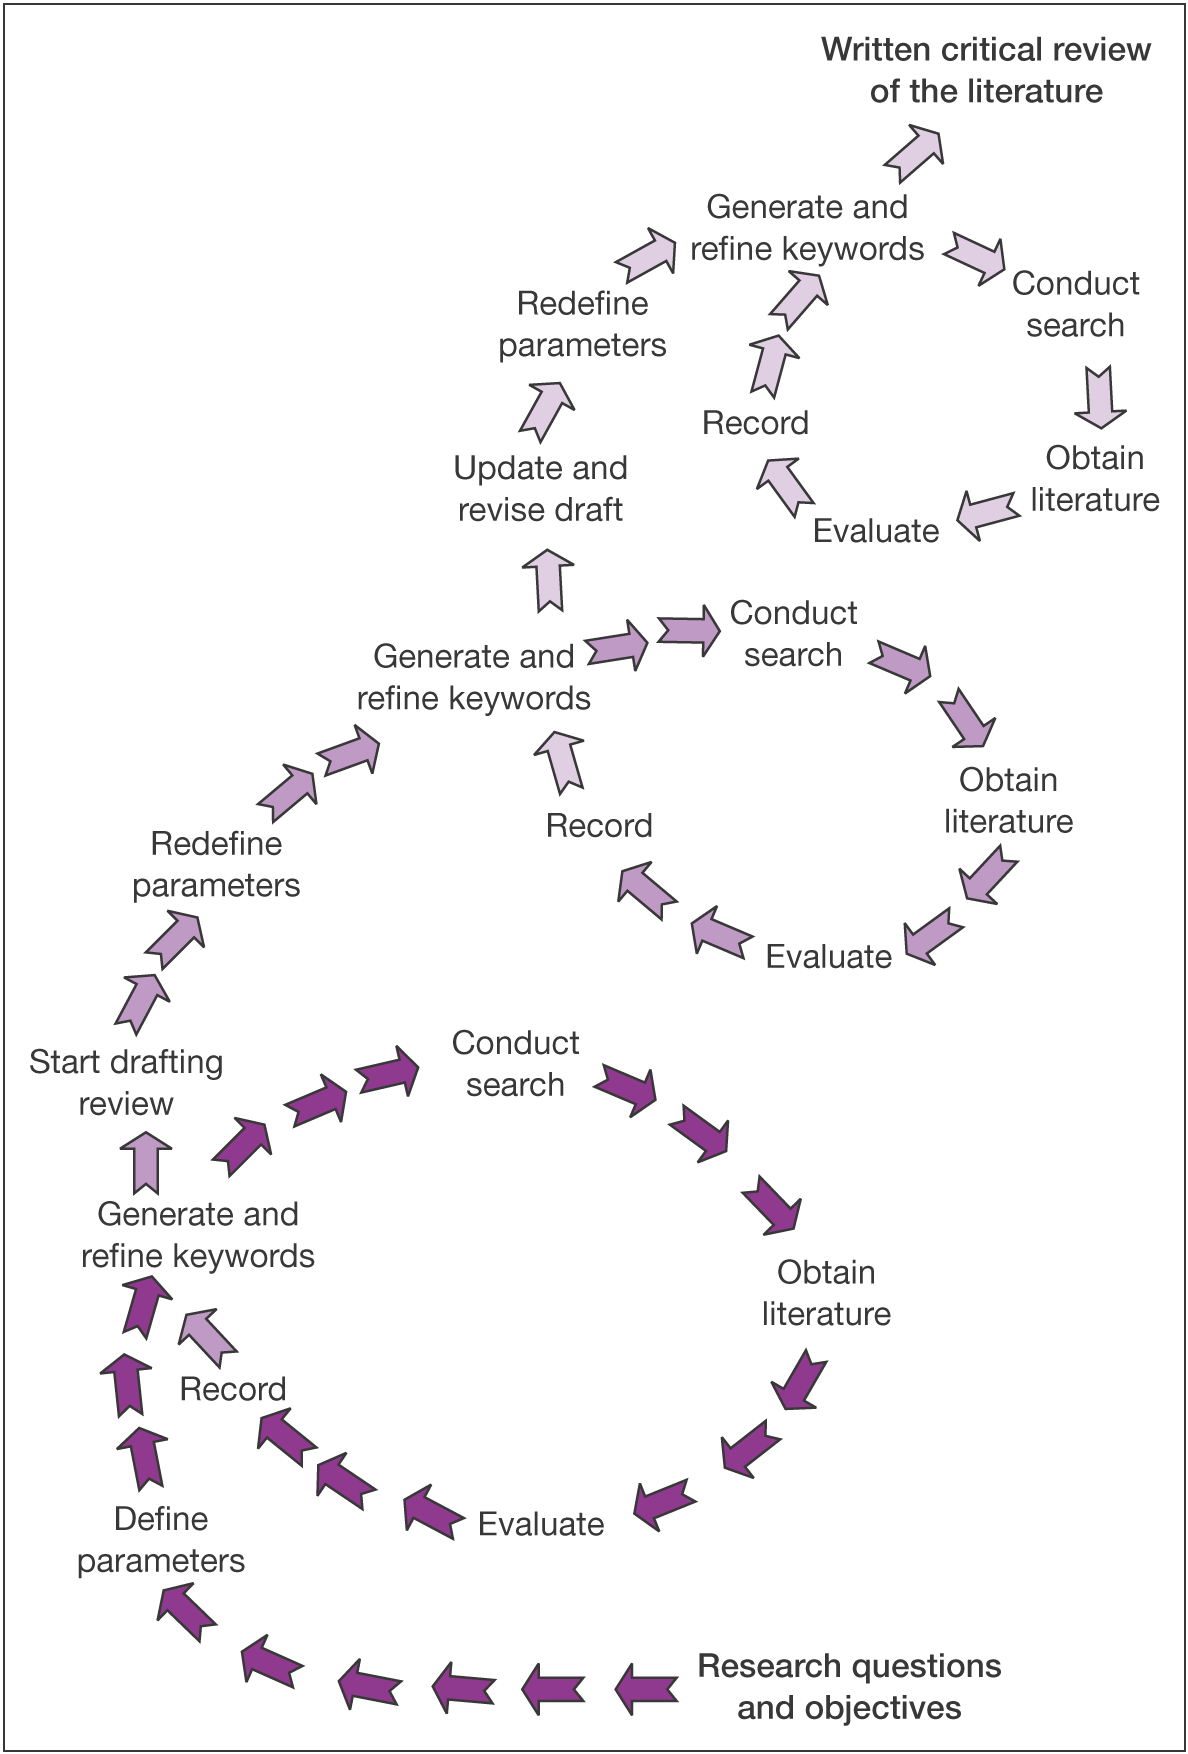 Written critical review
of the literature
Generate and
refine keywords
Conduct
search
Redefine
parameters
Record
Obtain
literature
Update and
revise draft
Evaluate
Conduct
search
Generate and
refine keywords
Obtain
literature
Record
Redefine
parameters
Evaluate
Conduct
search
Start drafting
review
Generate and
refine keywords
Obtain
literature
Record
Define
parameters
Evaluate
Research questions
and objectives